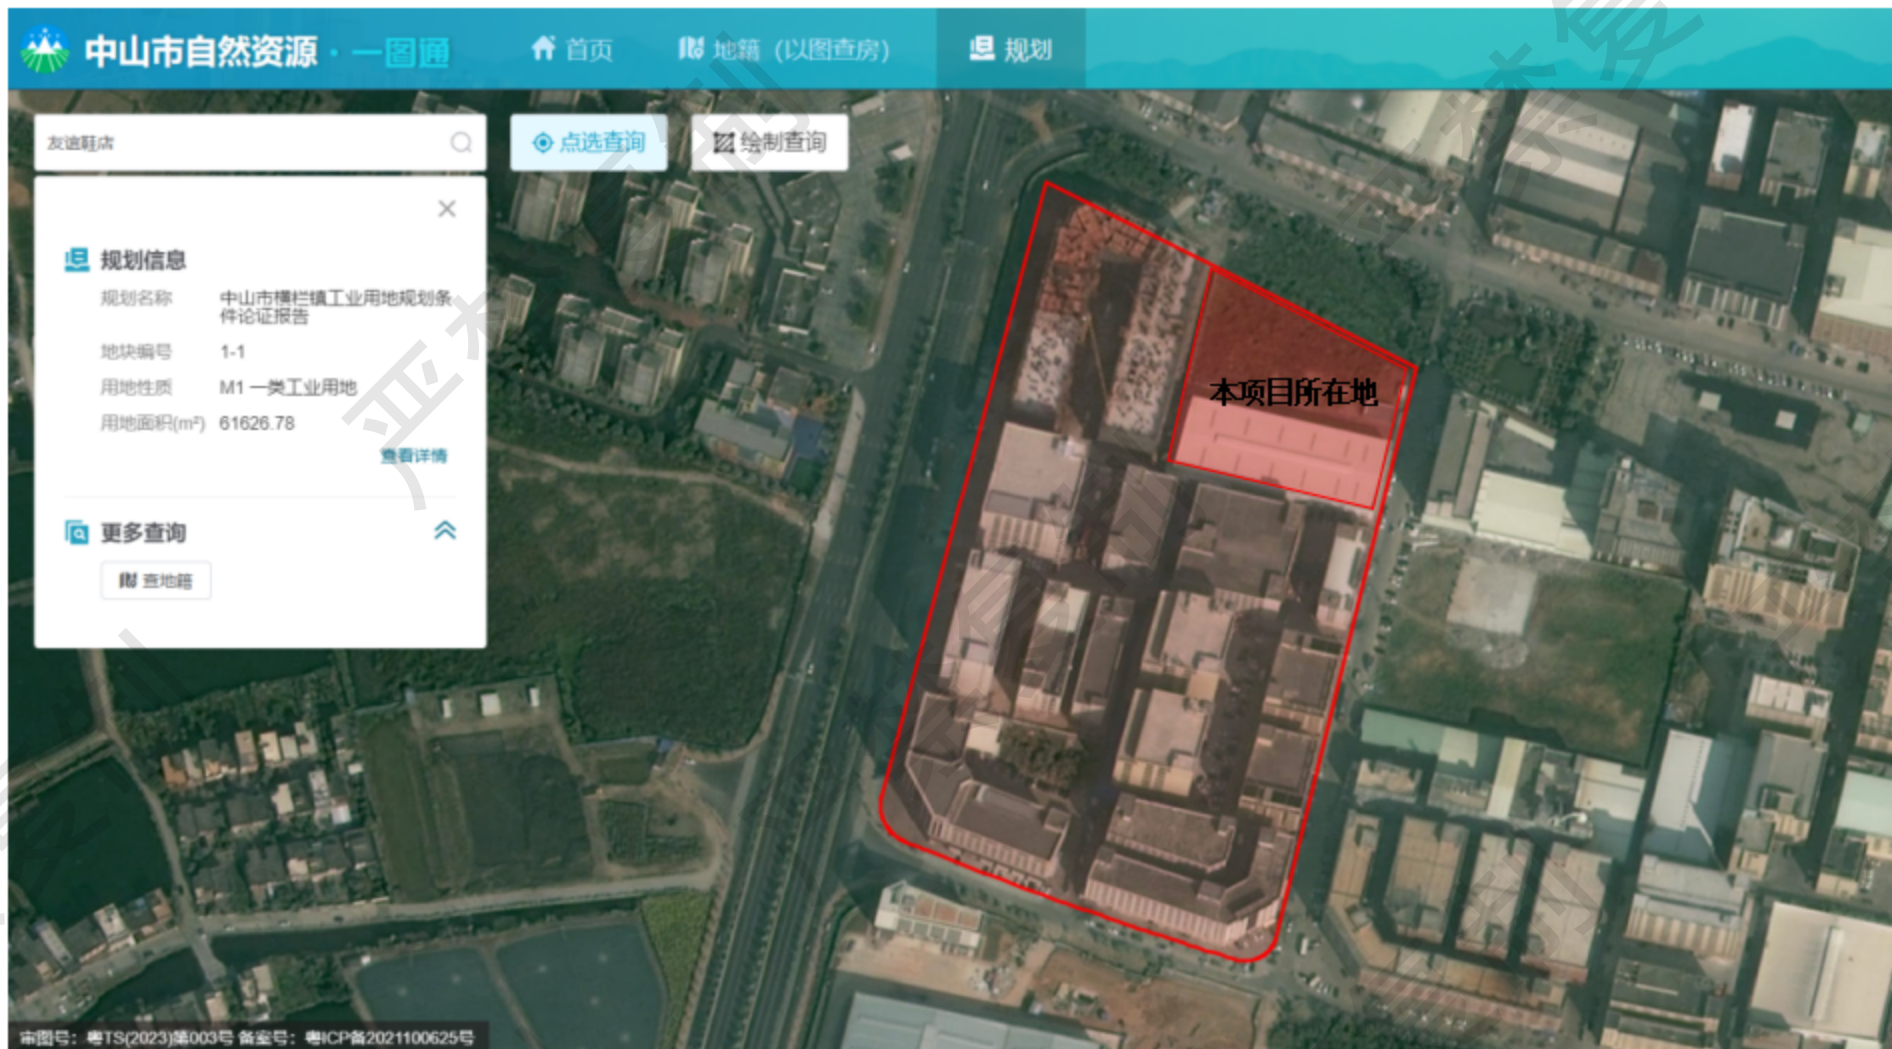 中山市自然资源·一图通
首页
地籍（以图查房）
规划
友谊鞋店
点选查询
绘制查询
规划信息
规划名称 中山市横栏镇工业用地规划条
件论证报告
地块编号 1-1
用地性质 M1 一类工业用地
用地面积(m²) 61626.78
查看详情
更多查询
查地籍
本项目所在地
严禁复制
审图号：粤TS(2023)第003号 备案号：粤ICP备2021100625号